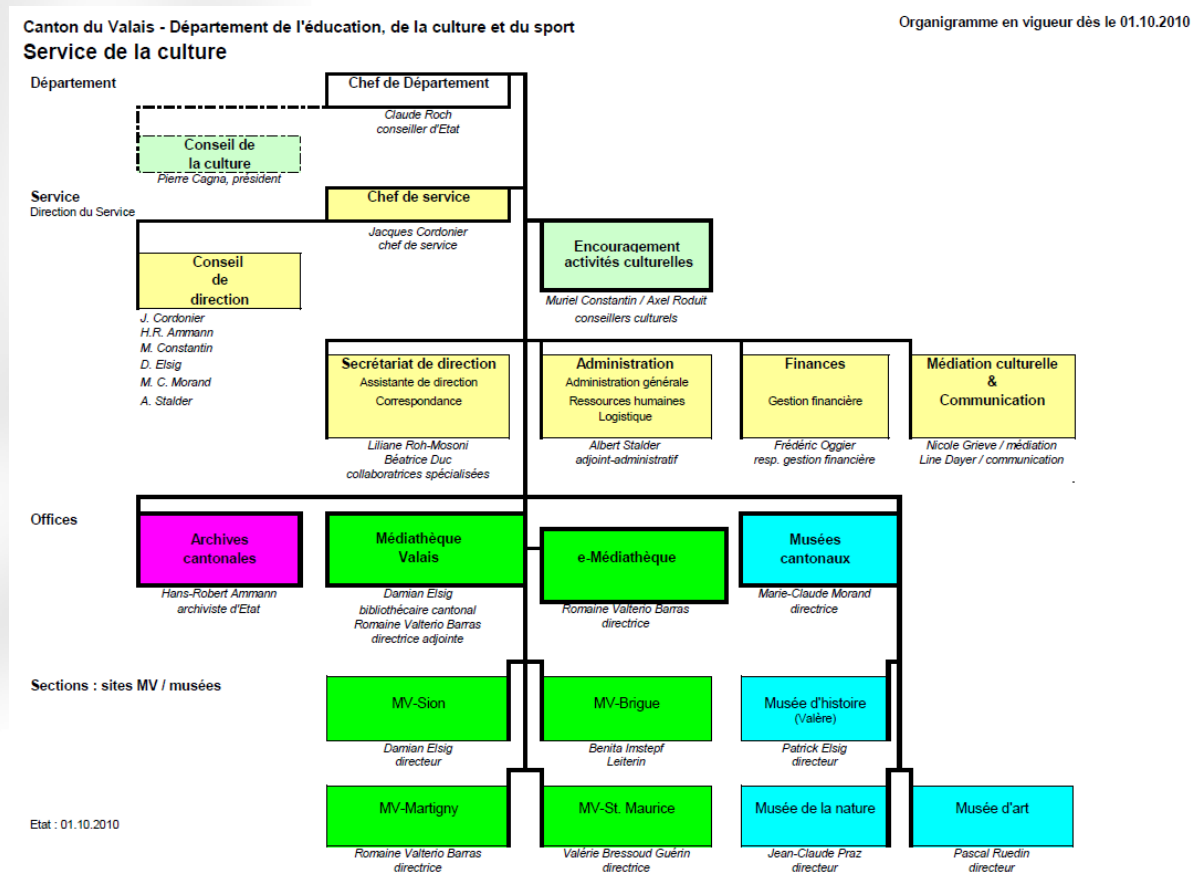 Canton du Valais - Département de l'éducation, de la culture et du sport
Organigramme en vigueur dès le 01.10.2010
Service de la culture
Département
Chef de Département
Claude Roch
conseiller d'Etat
Conseil de
la culture
Pierre Cagna, président
Service
Direction du Service
Chef de service
Jacques Cordonier
chef de service
Encouragement
activités culturelles
Muriel Constantin / Axel Roduit
conseillers culturels
Conseil
de
direction
J. Cordonier
H.R. Ammann
M. Constantin
D. Elsig
M. C. Morand
A. Stalder
Secrétariat de direction
Assistante de direction
Correspondance
Liliane Roh-Mosoni
Béatrice Duc
collaboratrices spécialisées
Administration
Administration générale
Ressources humaines
Logistique
Albert Stalder
adjoint-administratif
Finances
Gestion financière
Frédéric Oggier
resp. gestion financière
Médiation culturelle
&
Communication
Nicole Grieve / médiation
Line Dayer / communication
.
Offices
Archives
cantonales
Hans-Robert Ammann
archiviste d'Etat
Médiathèque
Valais
Damian Elsig
bibliothécaire cantonal
Romaine Valterio Barras
directrice adjointe
e-Médiathèque
Romaine Valterio Barras
directrice
Musées
cantonaux
Marie-Claude Morand
directrice
Sections : sites MV / musées
MV-Sion
Damian Elsig
directeur
MV-Brigue
Benita Imstepf
Leiterin
Musée d'histoire
(Valère)
Patrick Elsig
directeur
MV-Martigny
Romaine Valterio Barras
directrice
MV-St. Maurice
Valérie Bressoud Guérin
directrice
Musée de la nature
Jean-Claude Praz
directeur
Musée d'art
Pascal Ruedin
directeur
Etat : 01.10.2010